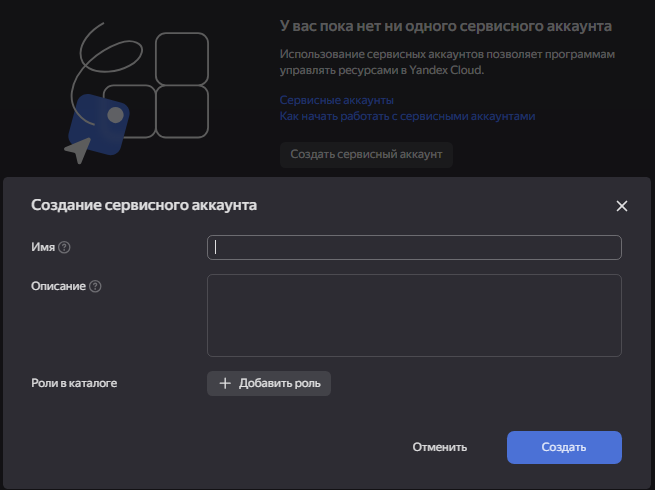 У вас пока нет ни одного сервисного аккаунта
Использование сервисных аккаунтов позволяет программам
управлять ресурсами в Yandex Cloud.
Сервисные аккаунты
Как начать работать с сервисными аккаунтами
Создать сервисный аккаунт
Создание сервисного аккаунта
Имя
Описание
Роли в каталоге
Добавить роль
Отменить
Создать